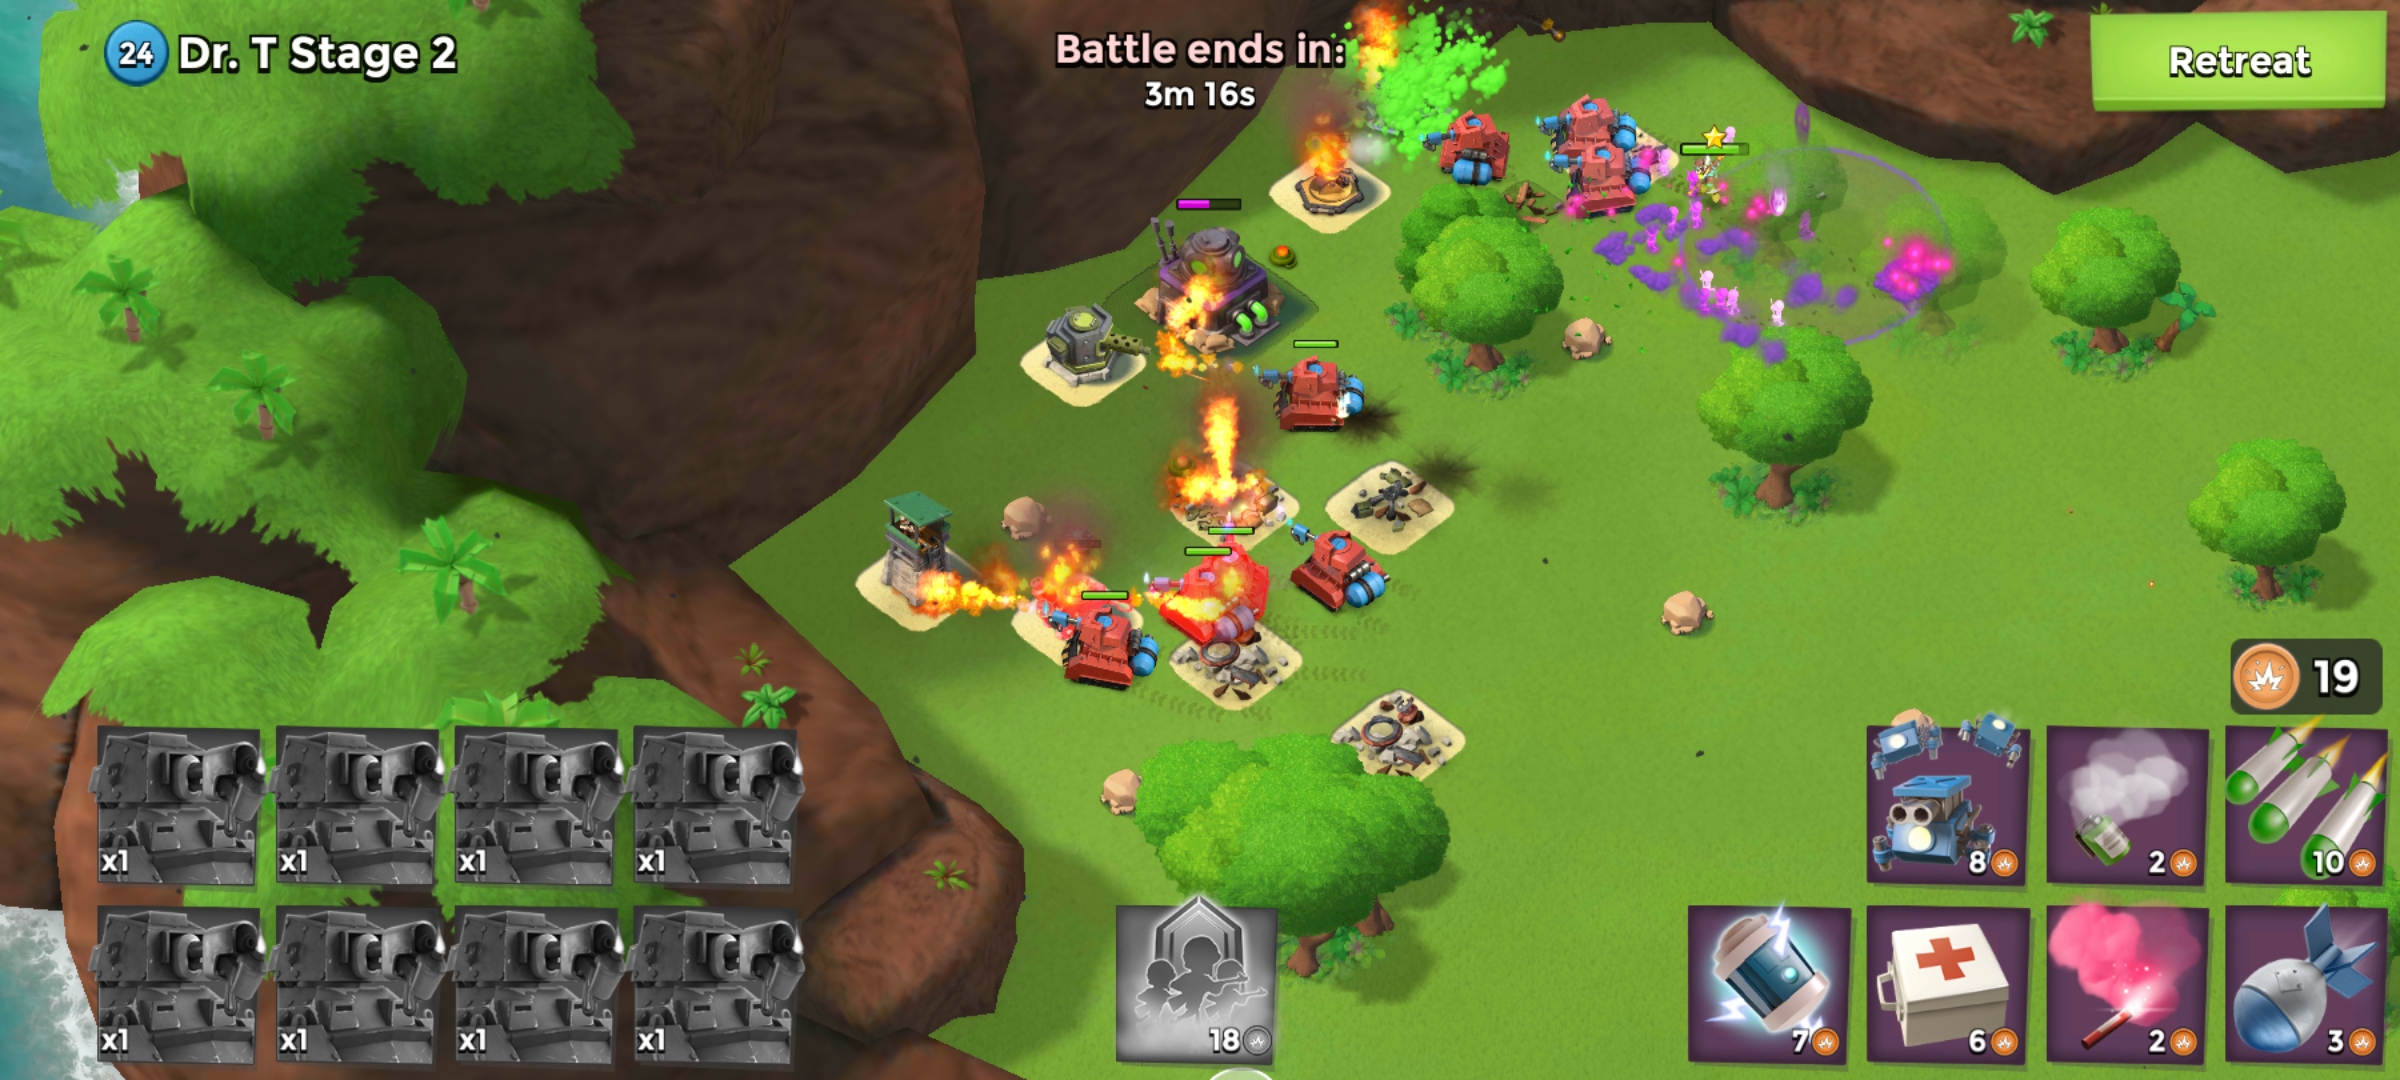 24 Dr. T Stage 2
Battle ends in:
3m 16s
Retreat
19
8
2
10
x1
x1
x1
x1
x1
x1
x1
x1
18
7
6
2
3